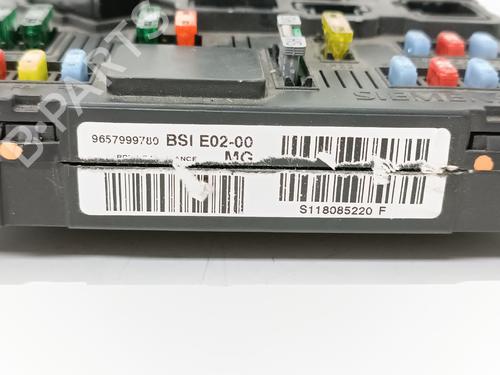 B-PARTS
SIEMENS
9657999780 BSI E02-00
MG
S118085220 F